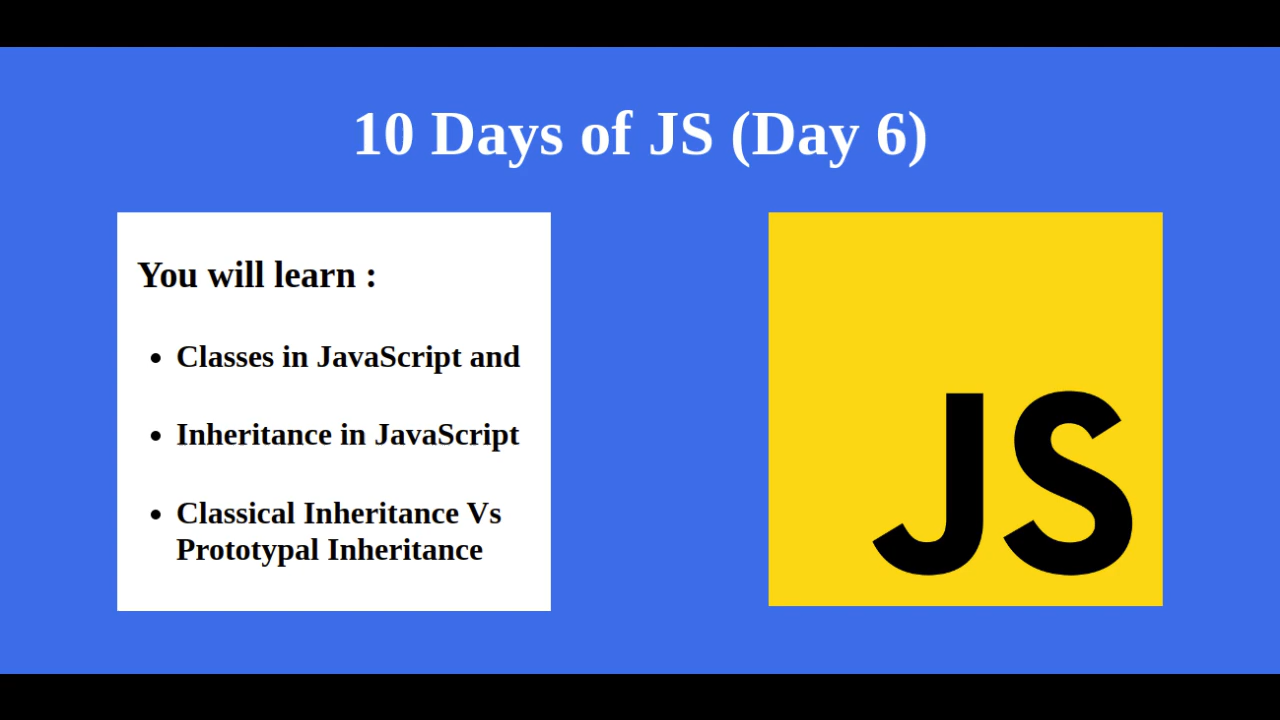 10 Days of JS (Day 6)
You will learn :
• Classes in JavaScript and
• Inheritance in JavaScript
• Classical Inheritance Vs
Prototypal Inheritance
JS